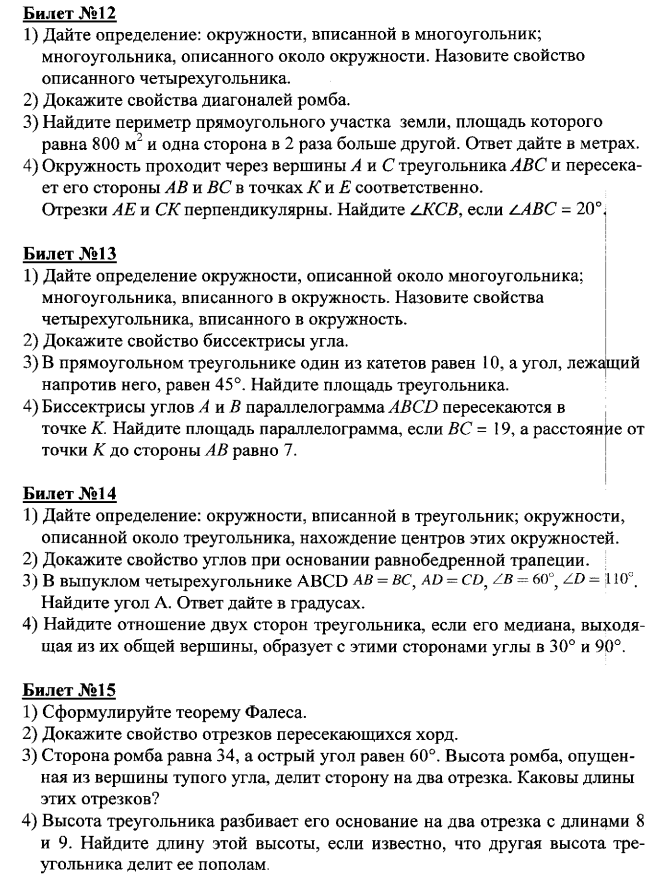 Билет №12
1) Дайте определение: окружности, вписанной в многоугольник;
многоугольника, описанного около окружности. Назовите свойство
описанного четырехугольника.
2) Докажите свойства диагоналей ромба.
3) Найдите периметр прямоугольного участка земли, площадь которого
равна 800 м² и одна сторона в 2 раза больше другой. Ответ дайте в метрах.
4) Окружность проходит через вершины A и C треугольника ABC и пересека-
ет его стороны AB и BC в точках K и E соответственно.
Отрезки AE и CK перпендикулярны. Найдите ∠KCB, если ∠ABC = 20°.
Билет №13
1) Дайте определение окружности, описанной около многоугольника;
многоугольника, вписанного в окружность. Назовите свойства
четырехугольника, вписанного в окружность.
2) Докажите свойство биссектрисы угла.
3) В прямоугольном треугольнике один из катетов равен 10, а угол, лежащий
напротив него, равен 45°. Найдите площадь треугольника.
4) Биссектрисы углов A и B параллелограмма ABCD пересекаются в
точке K. Найдите площадь параллелограмма, если BC = 19, а расстояние от
точки K до стороны AB равно 7.
Билет №14
1) Дайте определение: окружности, вписанной в треугольник; окружности,
описанной около треугольника, нахождение центров этих окружностей.
2) Докажите свойство углов при основании равнобедренной трапеции.
3) В выпуклом четырехугольнике ABCD AB = BC, AD = CD, ∠B = 60°, ∠D = 110°.
Найдите угол A. Ответ дайте в градусах.
4) Найдите отношение двух сторон треугольника, если его медиана, выходя-
щая из их общей вершины, образует с этими сторонами углы в 30° и 90°.
Билет №15
1) Сформулируйте теорему Фалеса.
2) Докажите свойство отрезков пересекающихся хорд.
3) Сторона ромба равна 34, а острый угол равен 60°. Высота ромба, опущен-
ная из вершины тупого угла, делит сторону на два отрезка. Каковы длины
этих отрезков?
4) Высота треугольника разбивает его основание на два отрезка с длинами 8
и 9. Найдите длину этой высоты, если известно, что другая высота тре-
угольника делит ее пополам.